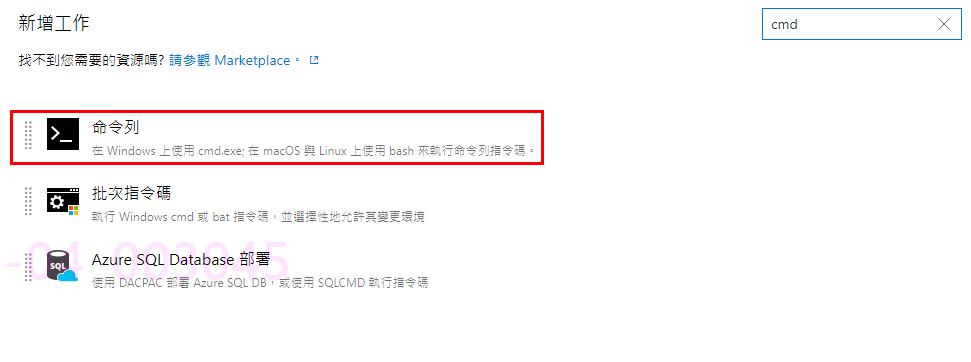 新增工作
cmd
找不到您需要的資源嗎? 請參觀 Marketplace。
命令列
在 Windows 上使用 cmd.exe; 在 macOS 與 Linux 上使用 bash 來執行命令列指令碼。
批次指令碼
執行 Windows cmd 或 bat 指令碼，並選擇性地允許其變更環境
Azure SQL Database 部署
使用 DACPAC 部署 Azure SQL DB，或使用 SQLCMD 執行指令碼
SQL
-04-003045